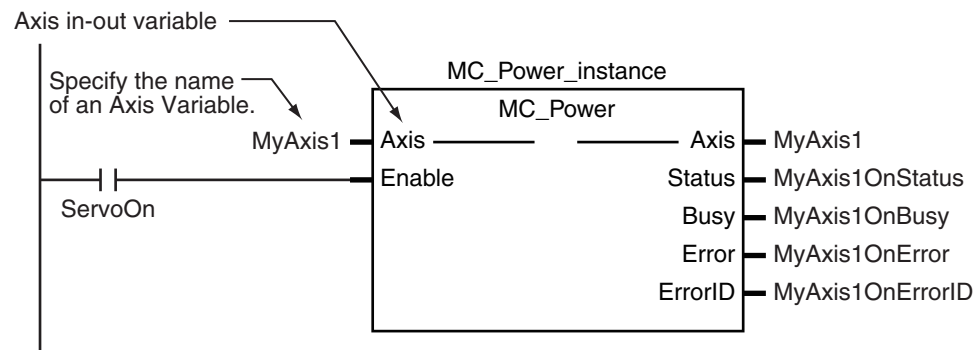 Axis in-out variable
Specify the name
of an Axis Variable.
MC_Power_instance
MC_Power
MyAxis1 Axis Axis MyAxis1
Enable Status MyAxis1OnStatus
ServoOn
Busy MyAxis1OnBusy
Error MyAxis1OnError
ErrorID MyAxis1OnErrorID